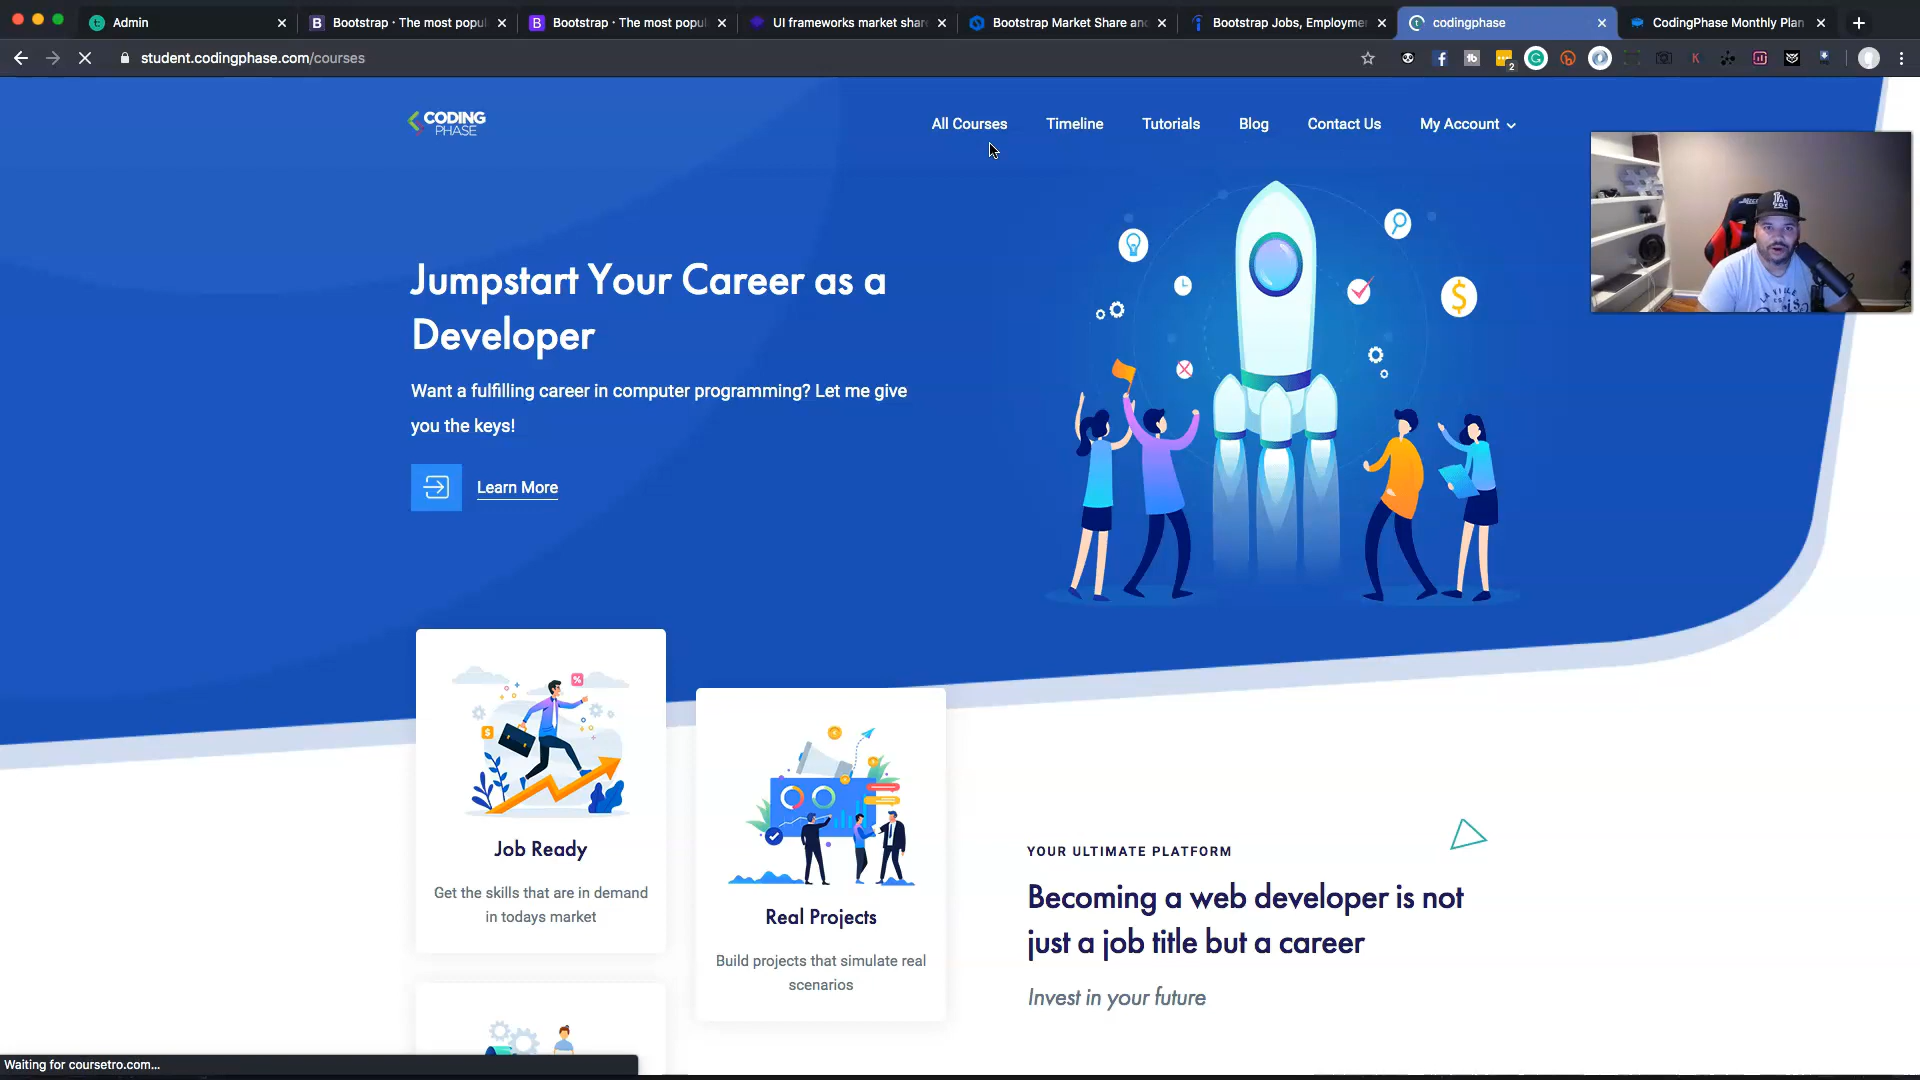 Admin
Bootstrap · The most popul
Bootstrap · The most popul
UI frameworks market share
Bootstrap Market Share and
Bootstrap Jobs, Employme
codingphase
CodingPhase Monthly Plan
student.codingphase.com/courses
2
CODING
PHASE
All Courses
Timeline
Tutorials
Blog
Contact Us
My Account
Jumpstart Your Career as a
Developer
Want a fulfilling career in computer programming? Let me give
you the keys!
Learn More
Job Ready
Get the skills that are in demand
in todays market
Real Projects
Build projects that simulate real
scenarios
YOUR ULTIMATE PLATFORM
Becoming a web developer is not
just a job title but a career
Invest in your future
Waiting for coursetro.com...